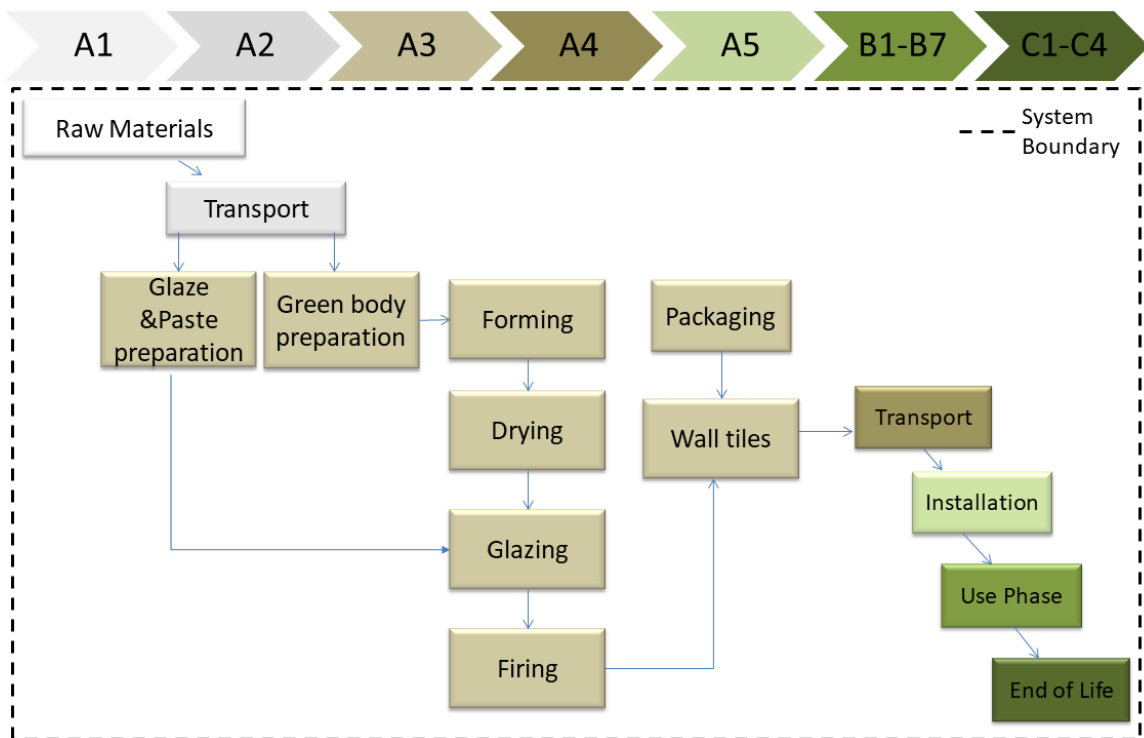 A1
A2
A3
A4
A5
B1-B7
C1-C4
Raw Materials
System
Boundary
Transport
Glaze
&Paste
preparation
Green body
preparation
Forming
Packaging
Drying
Wall tiles
Transport
Installation
Glazing
Use Phase
Firing
End of Life